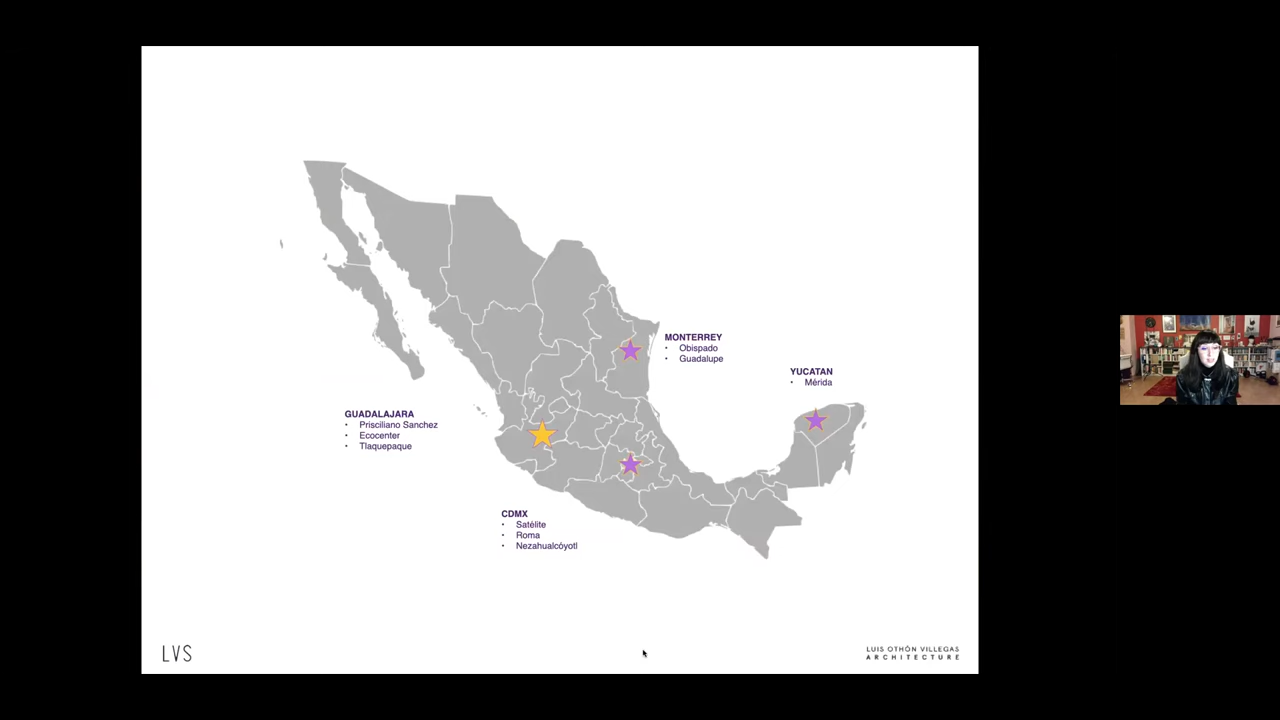 MONTERREY
• Obispado
• Guadalupe
YUCATAN
• Mérida
GUADALAJARA
• Prisciliano Sanchez
• Ecocenter
• Tlaquepaque
CDMX
• Satélite
• Roma
• Nezahualcóyotl
LVS
LUIS OTHÓN VILLEGAS
ARCHITECTURE